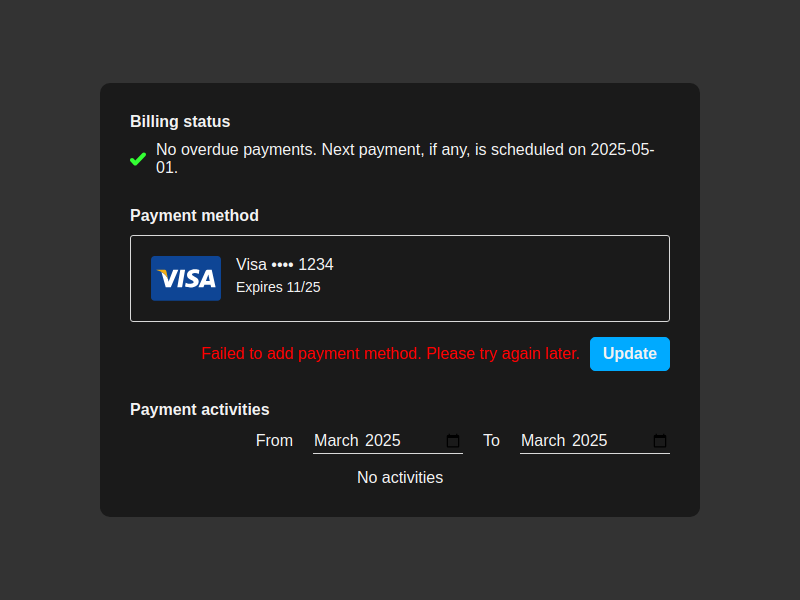 Billing status
No overdue payments. Next payment, if any, is scheduled on 2025-05-
01.
Payment method
VISA
Visa •••• 1234
Expires 11/25
Failed to add payment method. Please try again later.
Update
Payment activities
From March 2025 To March 2025
No activities